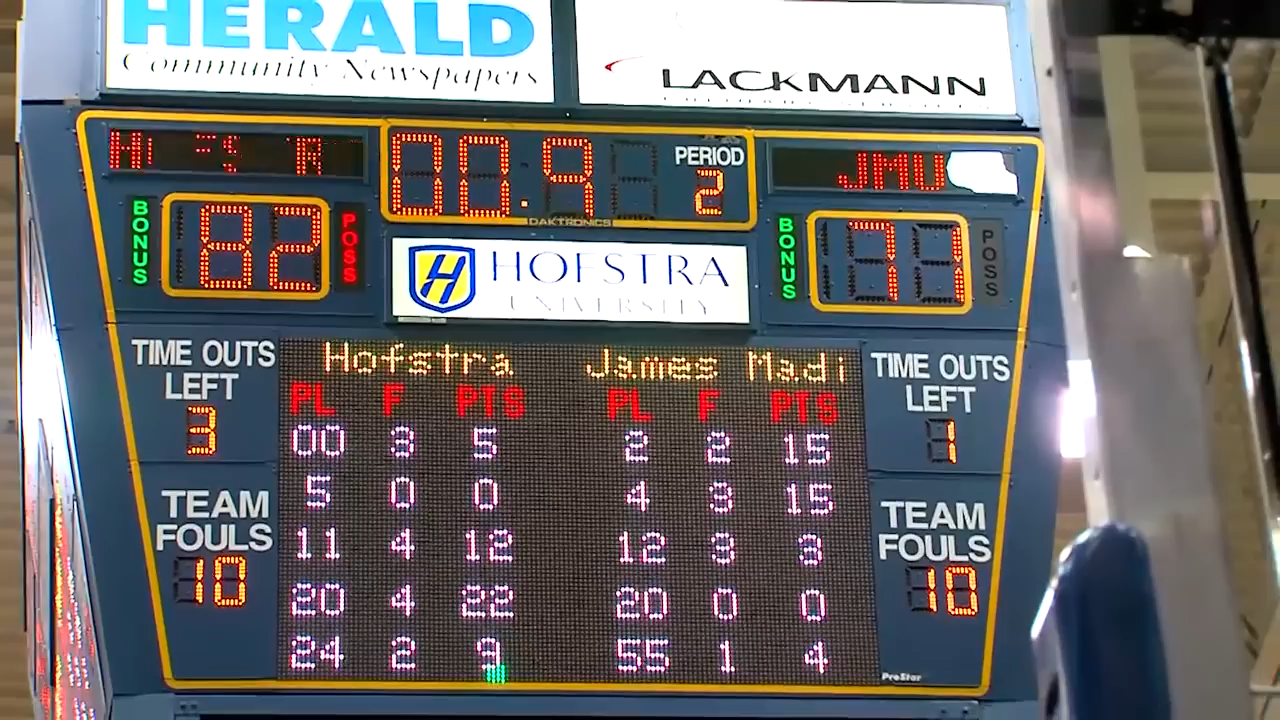 HERALD
Community Newspapers
LACKMANN
00.9
PERIOD
2
JMU
DAKTRONICS
BONUS
82
POSS
BONUS
71
POSS
HOFSTRA
UNIVERSITY
TIME OUTS
LEFT
3
Hofstra James Madi
PL F PTS PL F PTS
00 3 5 2 2 15
5 0 0 4 3 15
11 4 12 12 3 3
20 4 22 20 0 0
24 2 9 55 1 4
TIME OUTS
LEFT
1
TEAM
FOULS
10
TEAM
FOULS
10
ProStar